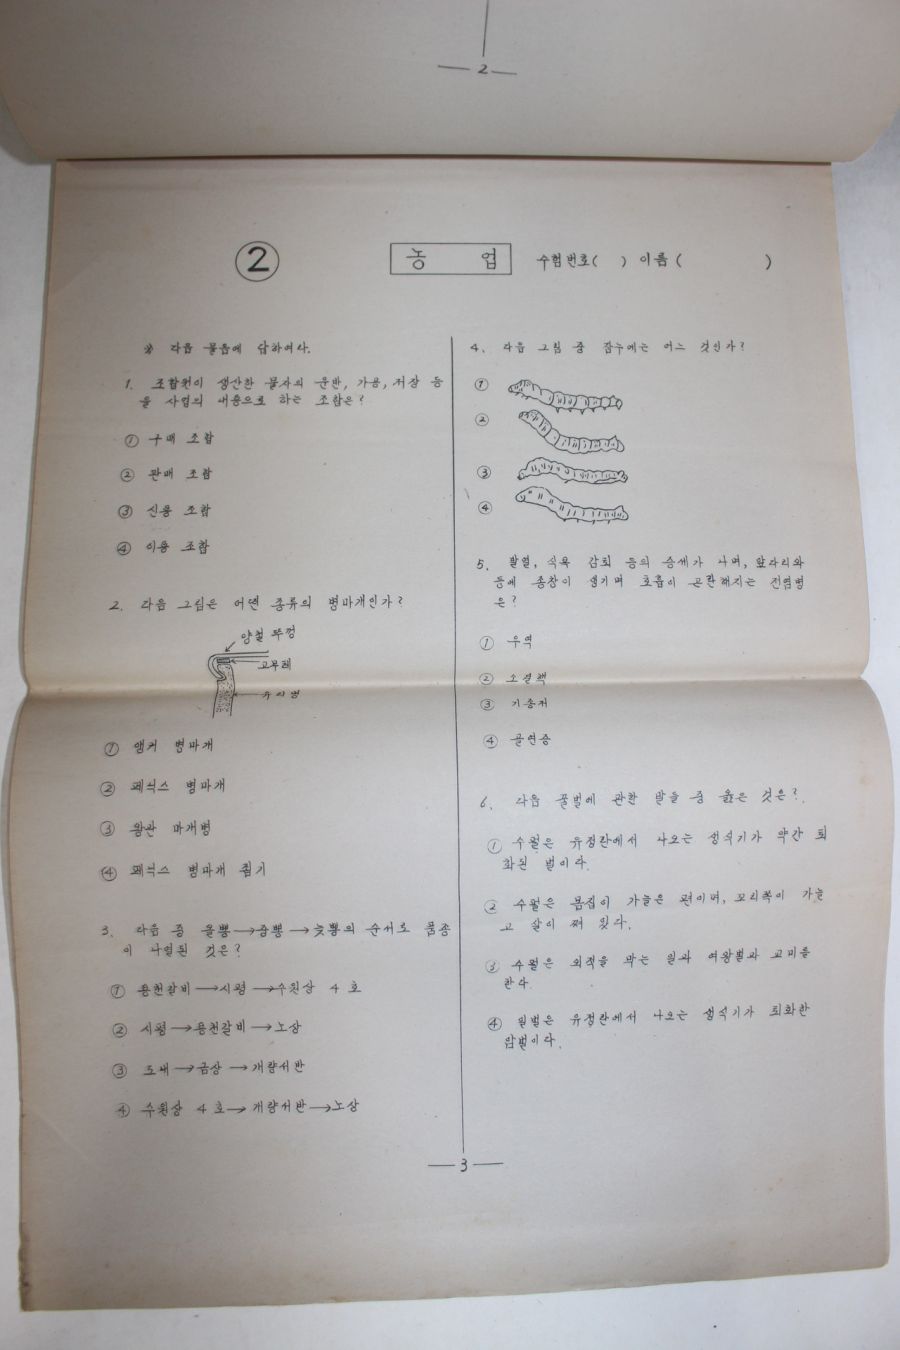 2
②
농 업
수험번호( ) 이름 ( )
※ 다음 물음에 답하여라.
1. 조합원이 생산한 물자의 운반, 가공, 저장 등
을 사업의 내용으로 하는 조합은?
① 구매 조합
② 판매 조합
③ 신용 조합
④ 이용 조합
2. 다음 그림은 어떤 종류의 병마개인가?
양철 뚜껑
고무레
유리병
① 앵커 병마개
② 페닉스 병마개
③ 왕관 마개병
④ 페닉스 병마개 집기
3. 다음 중 올뽕→중뽕→늦뽕의 순서로 품종
이 나열된 것은?
① 용천갈비→시평→수원상 4 호
② 시평→용천갈비→노상
③ 도내→금상→개량서반
④ 수원상 4 호→개량서반→노상
4. 다음 그림 중 잠누에는 어느 것인가?
①
②
③
④
5. 발열, 식욕 감퇴 등의 증세가 나며, 앞다리와
등에 종창이 생기며 호흡이 곤란해지는 전염병
은?
① 우역
② 소결핵
③ 기종저
④ 골연증
6. 다음 꿀벌에 관한 말들 중 옳은 것은?
① 수펄은 유정란에서 나오는 생식기가 약간 퇴
화된 벌이다.
② 수펄은 몸집이 가늘은 편이며, 꼬리쪽이 가늘
고 살이 쪄 있다.
③ 수펄은 외적을 막는 일과 여왕벌과 교미를
한다.
④ 일벌은 유정란에서 나오는 생식기가 퇴화한
암벌이다.
3